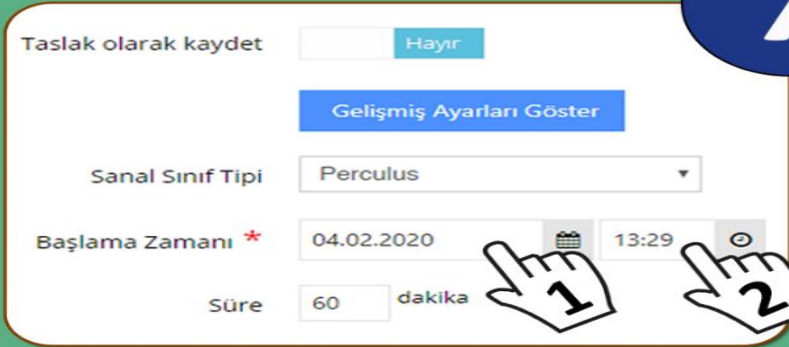 Taslak olarak kaydet Hayır
Gelişmiş Ayarları Göster
Sanal Sınıf Tipi Perculus
Başlama Zamanı * 04.02.2020 13:29
Süre 60 dakika
1 2